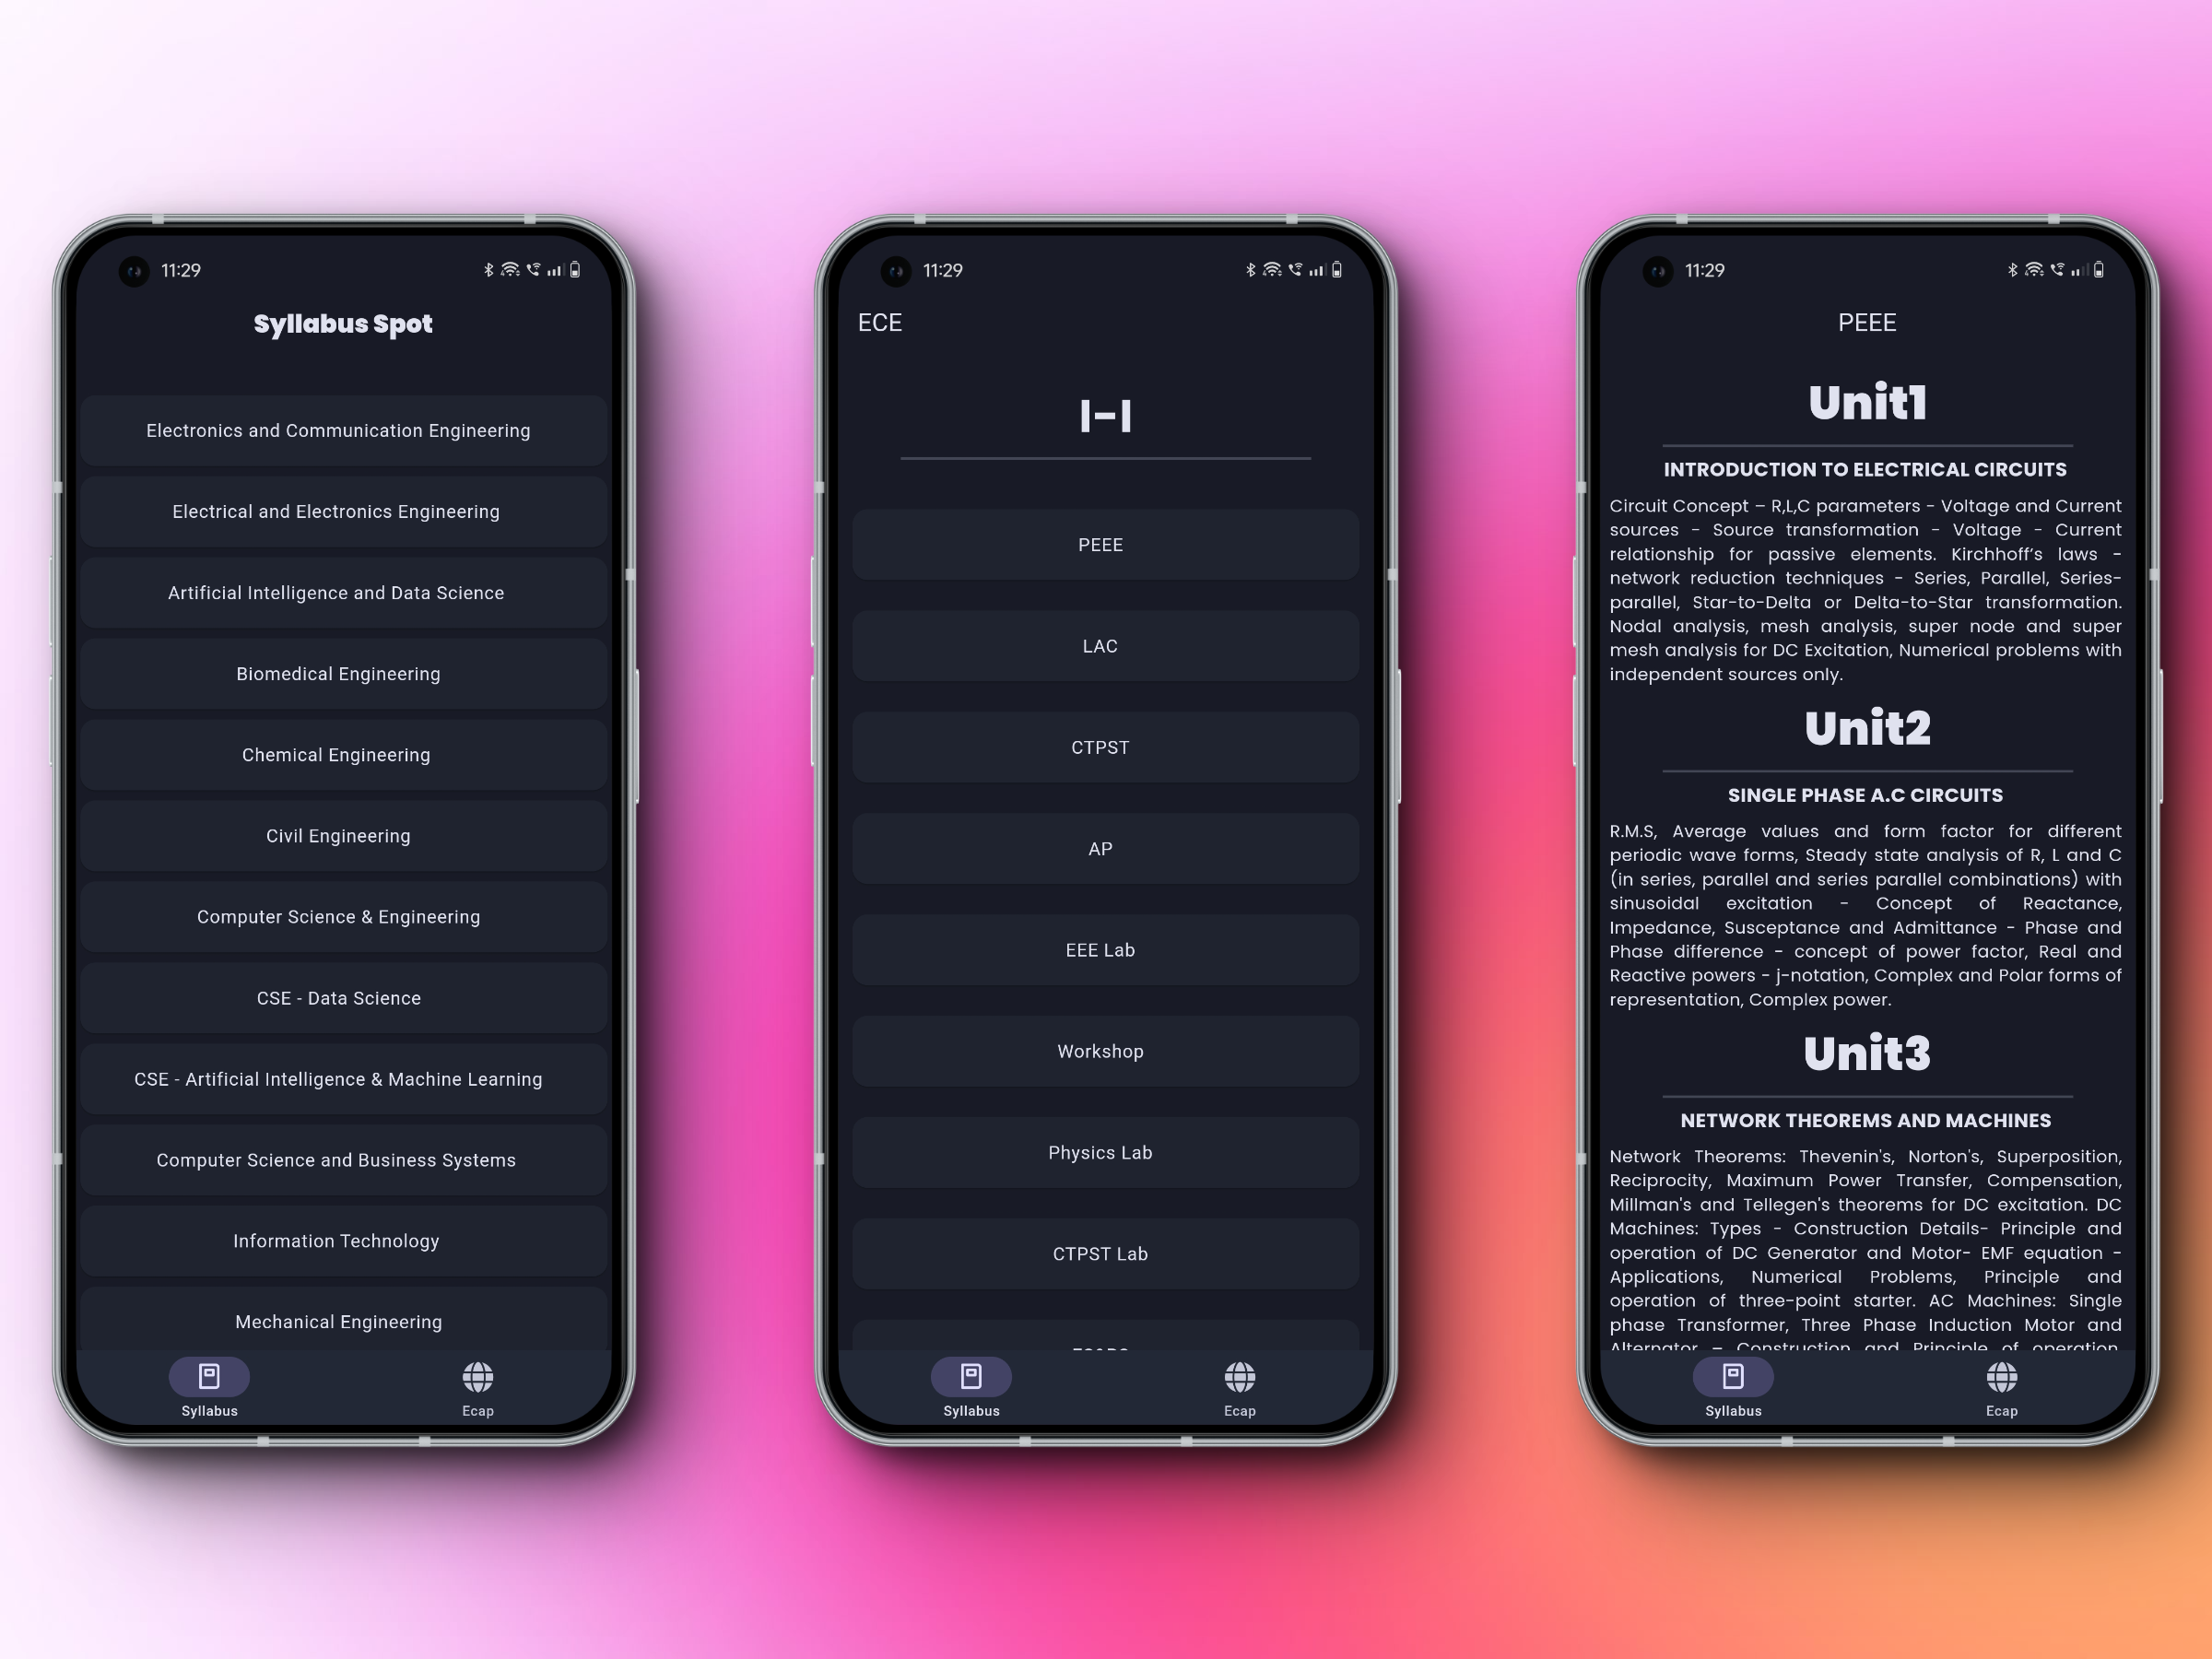 11:29
Syllabus Spot
Electronics and Communication Engineering
Electrical and Electronics Engineering
Artificial Intelligence and Data Science
Biomedical Engineering
Chemical Engineering
Civil Engineering
Computer Science & Engineering
CSE - Data Science
CSE - Artificial Intelligence & Machine Learning
Computer Science and Business Systems
Information Technology
Mechanical Engineering
Syllabus
Ecap
11:29
ECE
I-I
PEEE
LAC
CTPST
AP
EEE Lab
Workshop
Physics Lab
CTPST Lab
Syllabus
Ecap
11:29
PEEE
Unit1
INTRODUCTION TO ELECTRICAL CIRCUITS
Circuit Concept – R,L,C parameters - Voltage and Current
sources - Source transformation - Voltage - Current
relationship for passive elements. Kirchhoff’s laws -
network reduction techniques - Series, Parallel, Series-
parallel, Star-to-Delta or Delta-to-Star transformation.
Nodal analysis, mesh analysis, super node and super
mesh analysis for DC Excitation, Numerical problems with
independent sources only.
Unit2
SINGLE PHASE A.C CIRCUITS
R.M.S, Average values and form factor for different
periodic wave forms, Steady state analysis of R, L and C
(in series, parallel and series parallel combinations) with
sinusoidal excitation - Concept of Reactance,
Impedance, Susceptance and Admittance - Phase and
Phase difference - concept of power factor, Real and
Reactive powers - j-notation, Complex and Polar forms of
representation, Complex power.
Unit3
NETWORK THEOREMS AND MACHINES
Network Theorems: Thevenin's, Norton's, Superposition,
Reciprocity, Maximum Power Transfer, Compensation,
Millman's and Tellegen's theorems for DC excitation. DC
Machines: Types - Construction Details- Principle and
operation of DC Generator and Motor- EMF equation -
Applications, Numerical Problems, Principle and
operation of three-point starter. AC Machines: Single
phase Transformer, Three Phase Induction Motor and
Alternator – Construction and Principle of operation.
Syllabus
Ecap